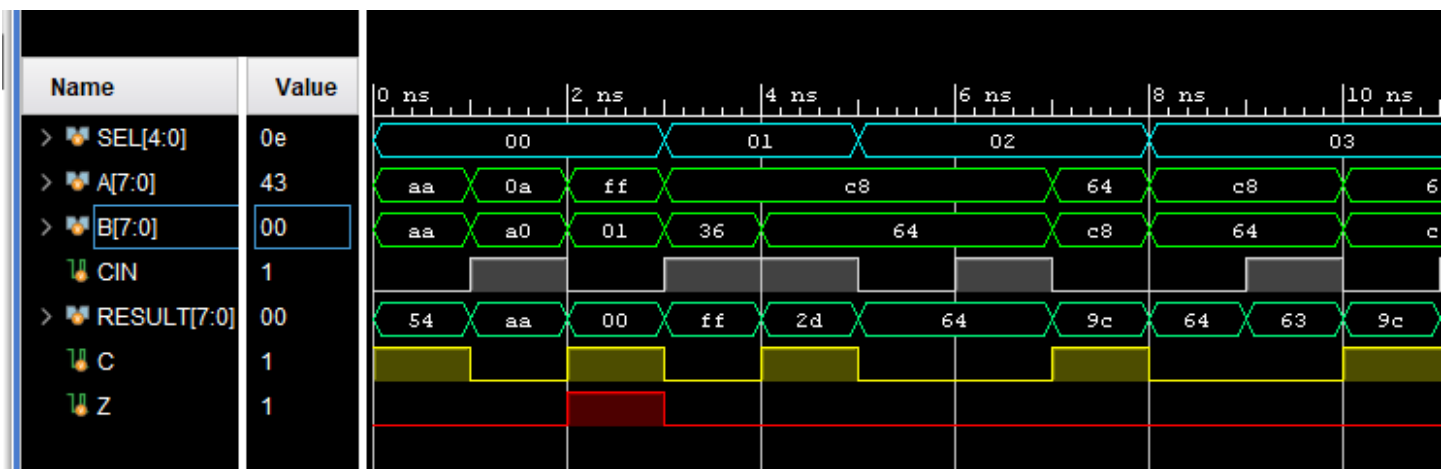 Name Value 0 ns 2 ns 4 ns 6 ns 8 ns 10 ns
SEL[4:0] 0e 00 01 02 03
A[7:0] 43 aa 0a ff c8 64 c8 6
B[7:0] 00 aa a0 01 36 64 c8 64 c
CIN 1
RESULT[7:0] 00 54 aa 00 ff 2d 64 9c 64 63 9c
C 1
Z 1